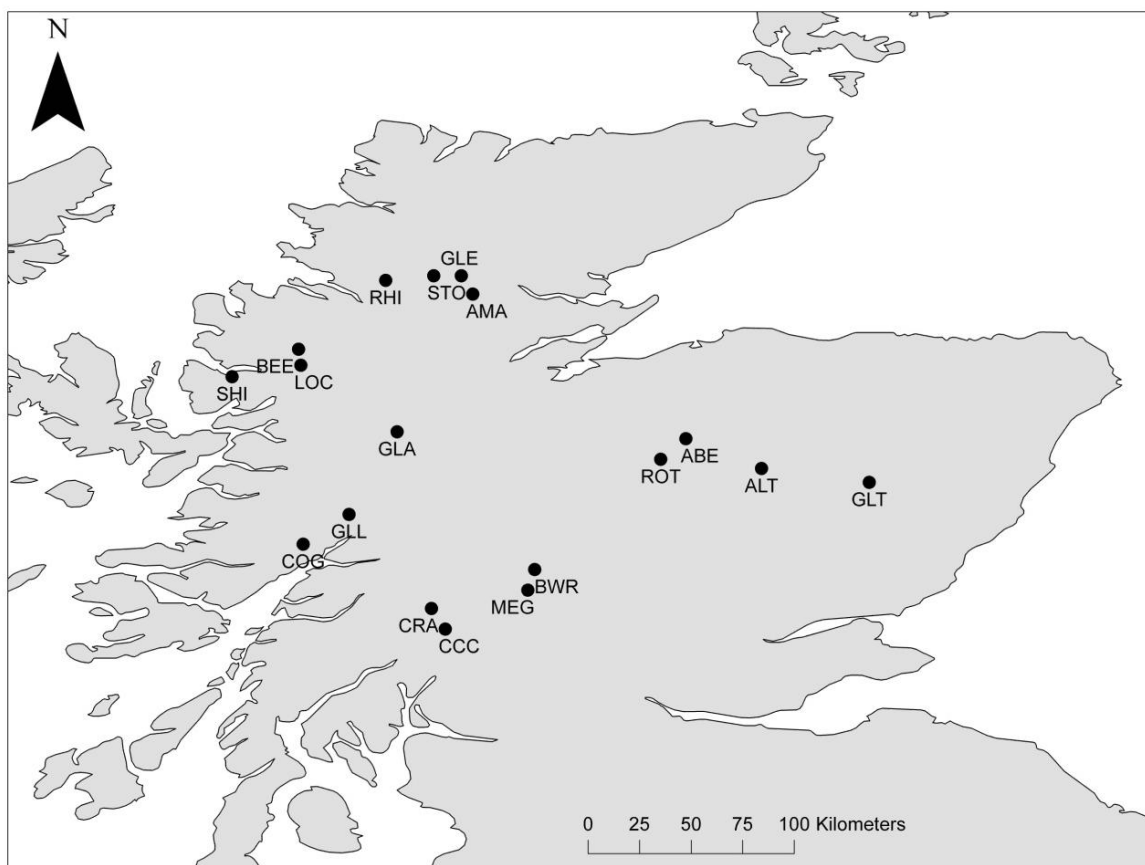 N
GLE
RHI
STO
AMA
BEE
LOC
SHI
GLA
ABE
ROT
ALT
GLT
GLL
COG
BWR
MEG
CRA
CCC
0 25 50 75 100 Kilometers